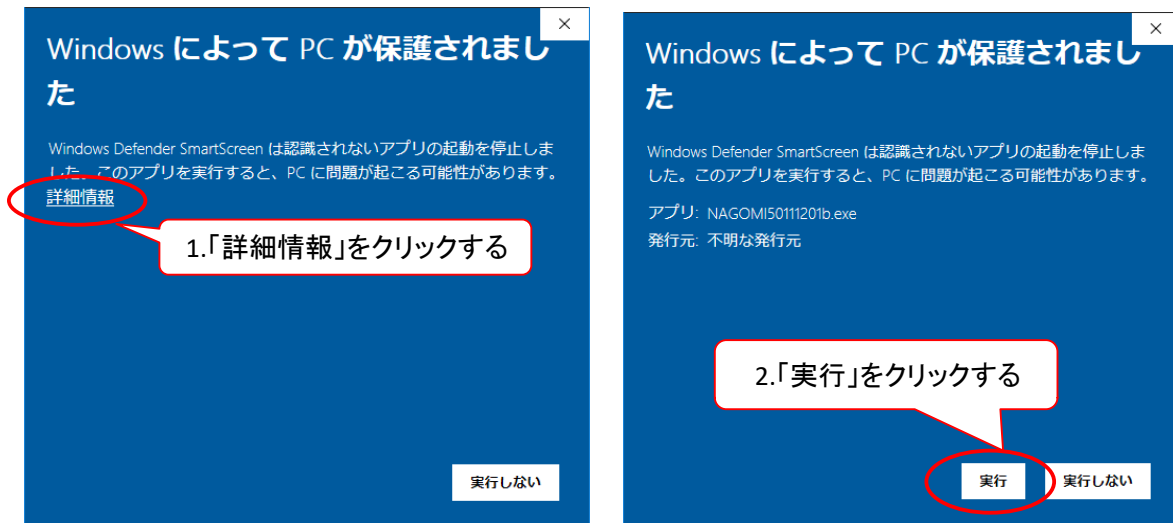 Windows によって PC が保護されまし
た
Windows Defender SmartScreen は認識されないアプリの起動を停止しま
した。このアプリを実行すると、PC に問題が起こる可能性があります。
詳細情報
1.「詳細情報」をクリックする
実行しない
Windows によって PC が保護されまし
た
Windows Defender SmartScreen は認識されないアプリの起動を停止しま
した。このアプリを実行すると、PC に問題が起こる可能性があります。
アプリ: NAGOMI50111201b.exe
発行元: 不明な発行元
2.「実行」をクリックする
実行 実行しない